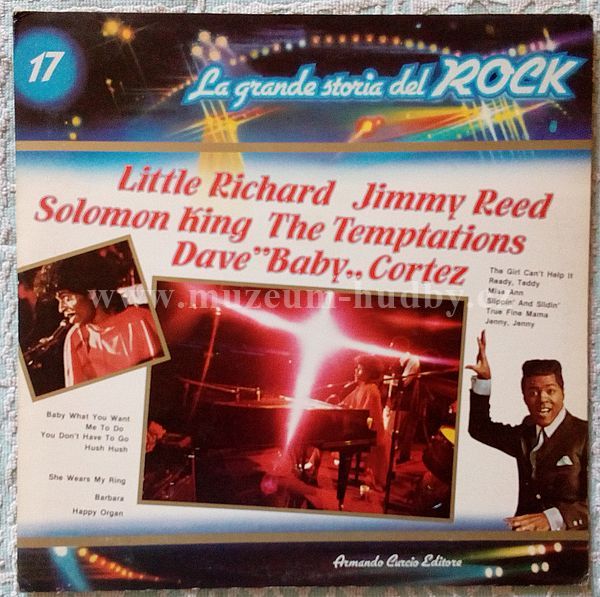 17
La grande storia del ROCK
Little Richard Jimmy Reed
Solomon King The Temptations
Dave "Baby,, Cortez
The Girl Can't Help It
Ready, Teddy
Miss Ann
Slippin' And Slidin'
True Fine Mama
Jenny, Jenny
www.muzeum-hudby.c
Baby What You Want
Me To Do
You Don't Have To Go
Hush Hush
She Wears My Ring
Barbara
Happy Organ
Armando Curcio Editore